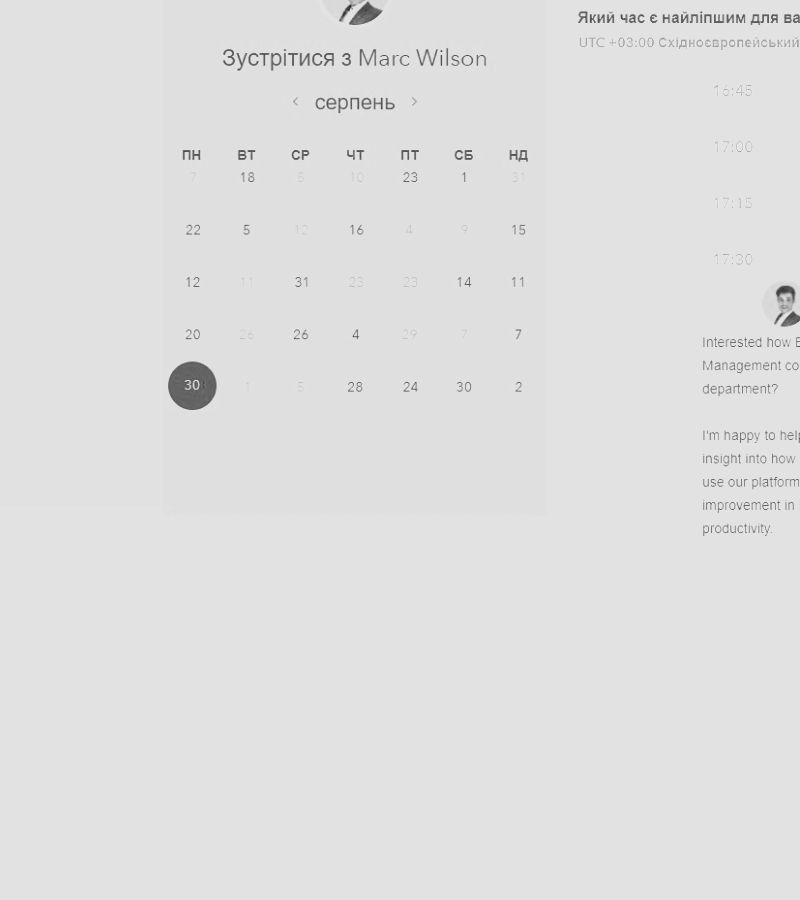 Зустрітися з Marc Wilson
серпень
ПН ВТ СР ЧТ ПТ СБ НД
7 18 5 10 23 1 31
22 5 12 16 4 9 15
12 11 31 23 23 14 11
20 26 26 4 29 7 7
30 1 5 28 24 30 2
Який час є найліпшим для ва
UTC +03:00 Східноєвропейський
16:45
17:00
17:15
17:30
Interested how
Management co
department?
I'm happy to help
insight into how
use our platform
improvement in
productivity.